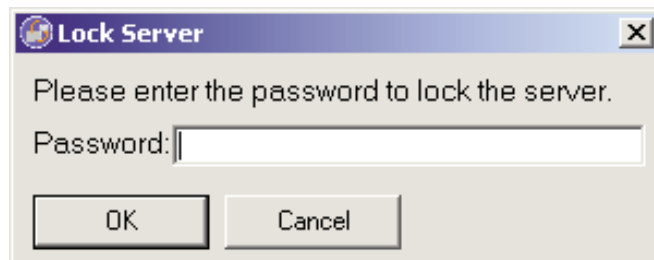 Lock Server
Please enter the password to lock the server.
Password:
OK Cancel